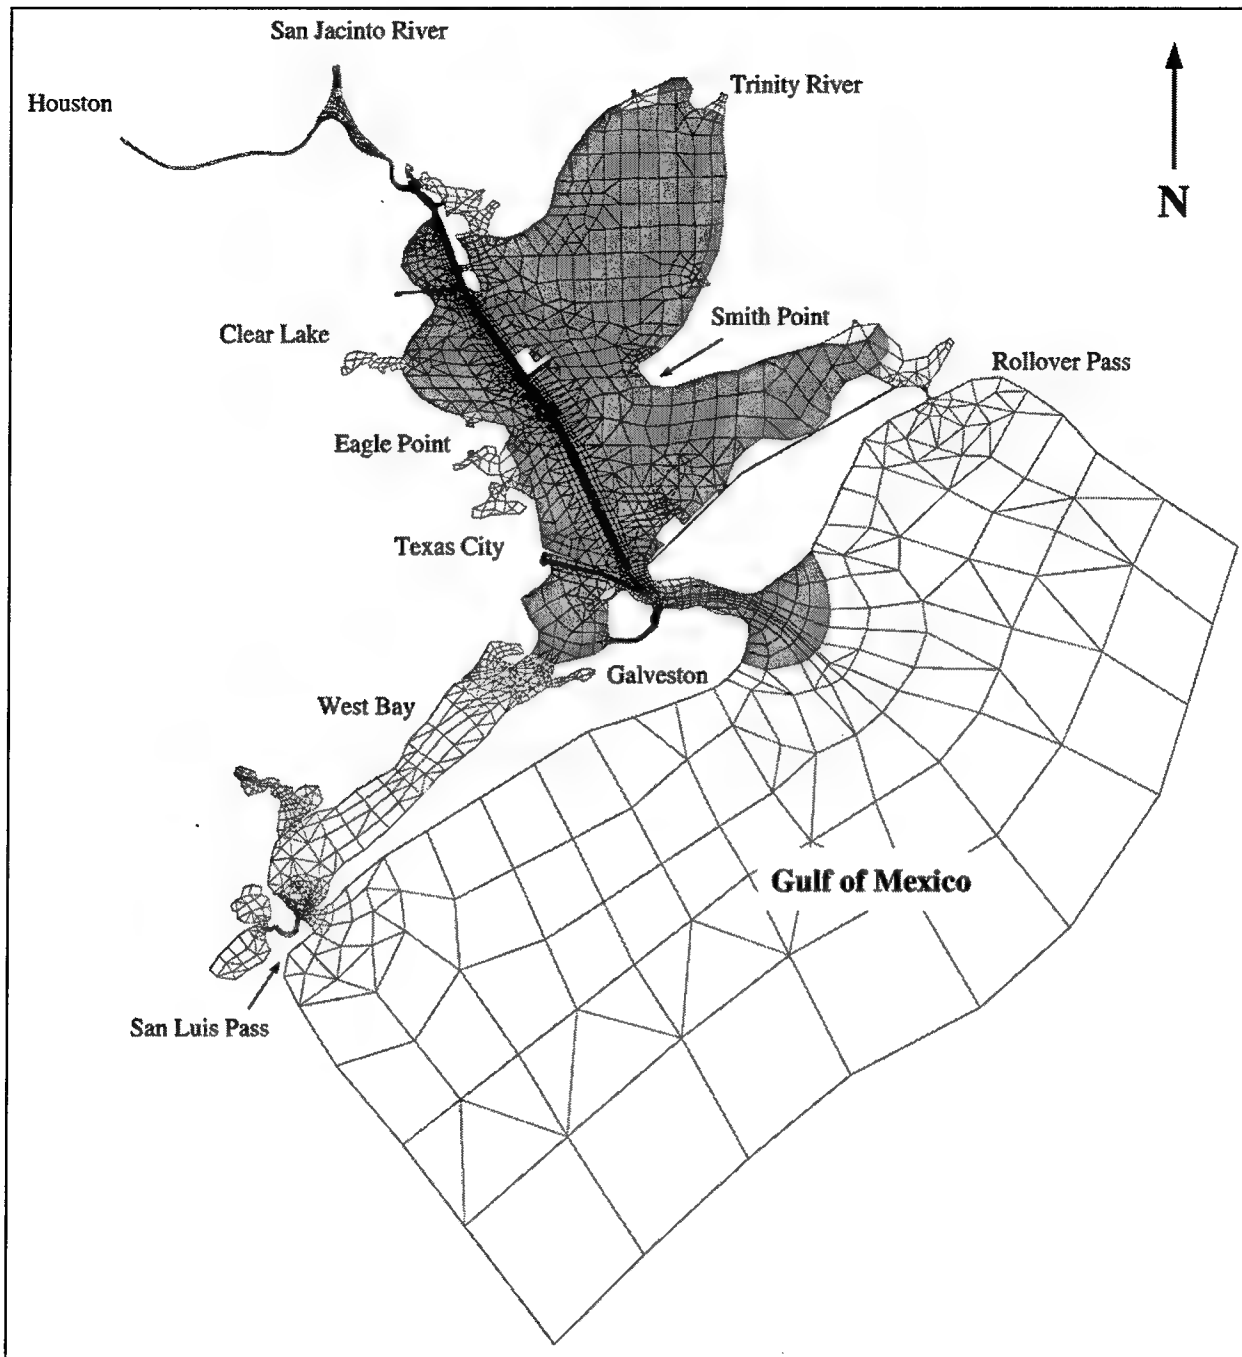 San Jacinto River
Trinity River
Houston
N
Smith Point
Clear Lake
Rollover Pass
Eagle Point
Texas City
Galveston
West Bay
Gulf of Mexico
San Luis Pass